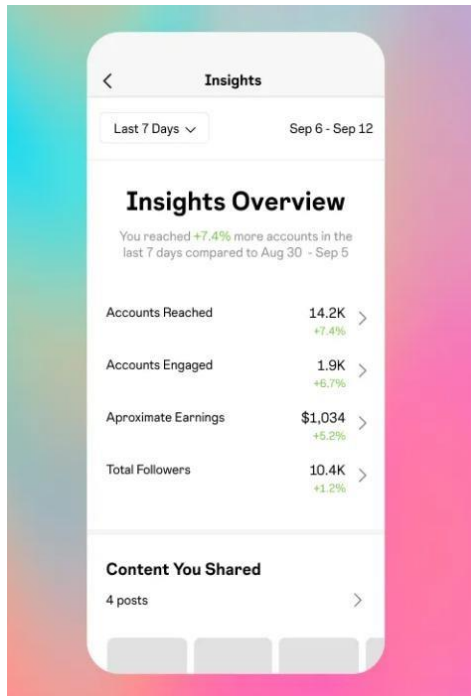 Insights
Last 7 Days
Sep 6 - Sep 12
Insights Overview
You reached +7.4% more accounts in the
last 7 days compared to Aug 30 - Sep 5
Accounts Reached
14.2K
+7.4%
Accounts Engaged
1.9K
+6.7%
Aproximate Earnings
$1,034
+5.2%
Total Followers
10.4K
+1.2%
Content You Shared
4 posts